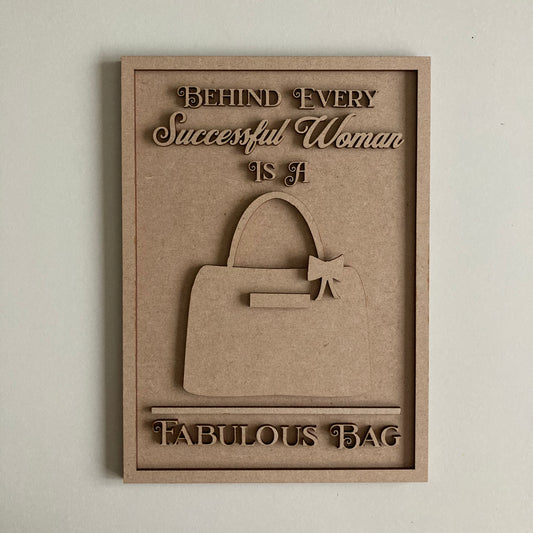 Behind Every
Successful Woman
Is A
Fabulous Bag